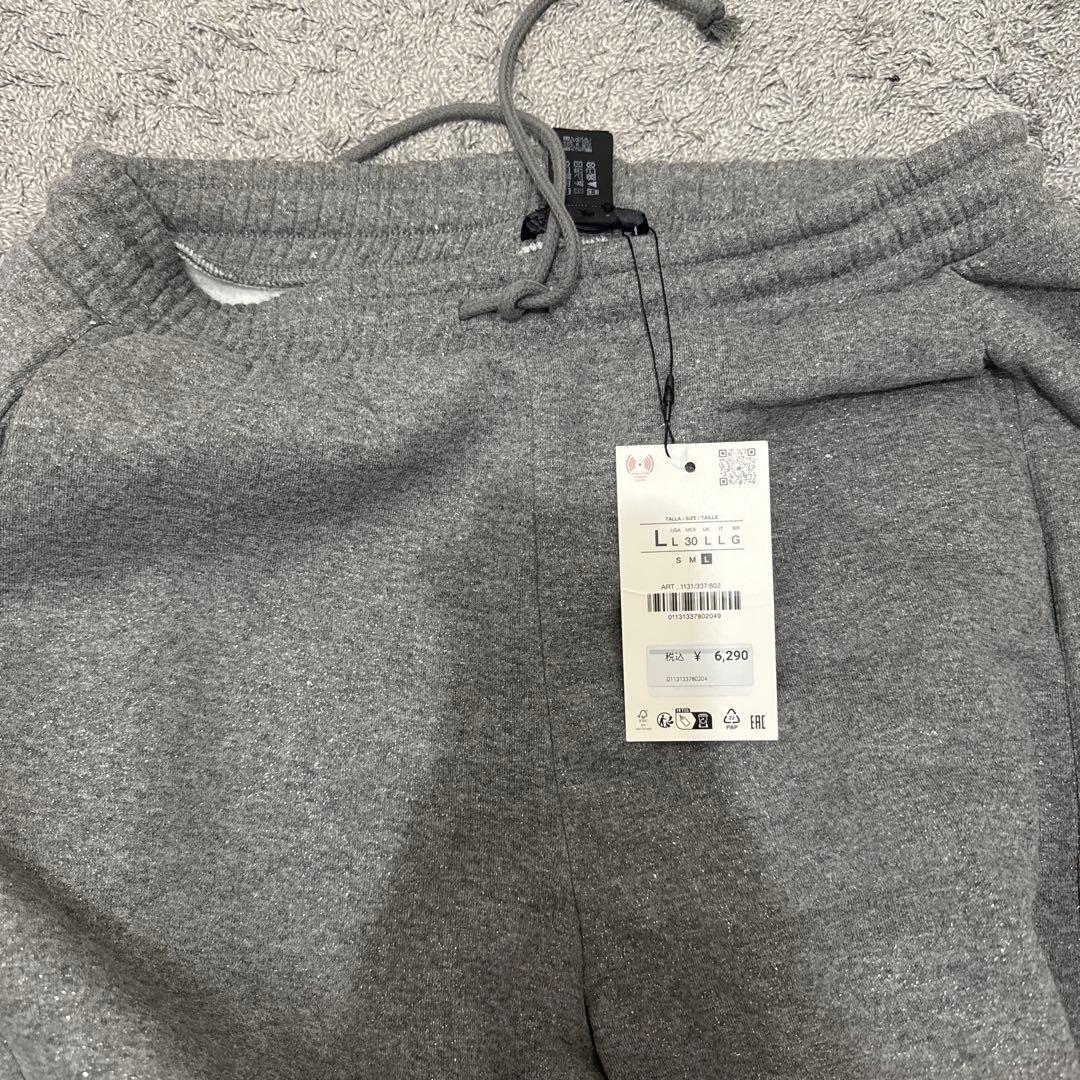 TALLA / SIZE / TAILLE
USA MEX UK IT BR
L L 30 L L G
S M L
ART . 1131/337/802
01131337802049
税込 ¥ 6,290
0113133780204
PAP
EAC